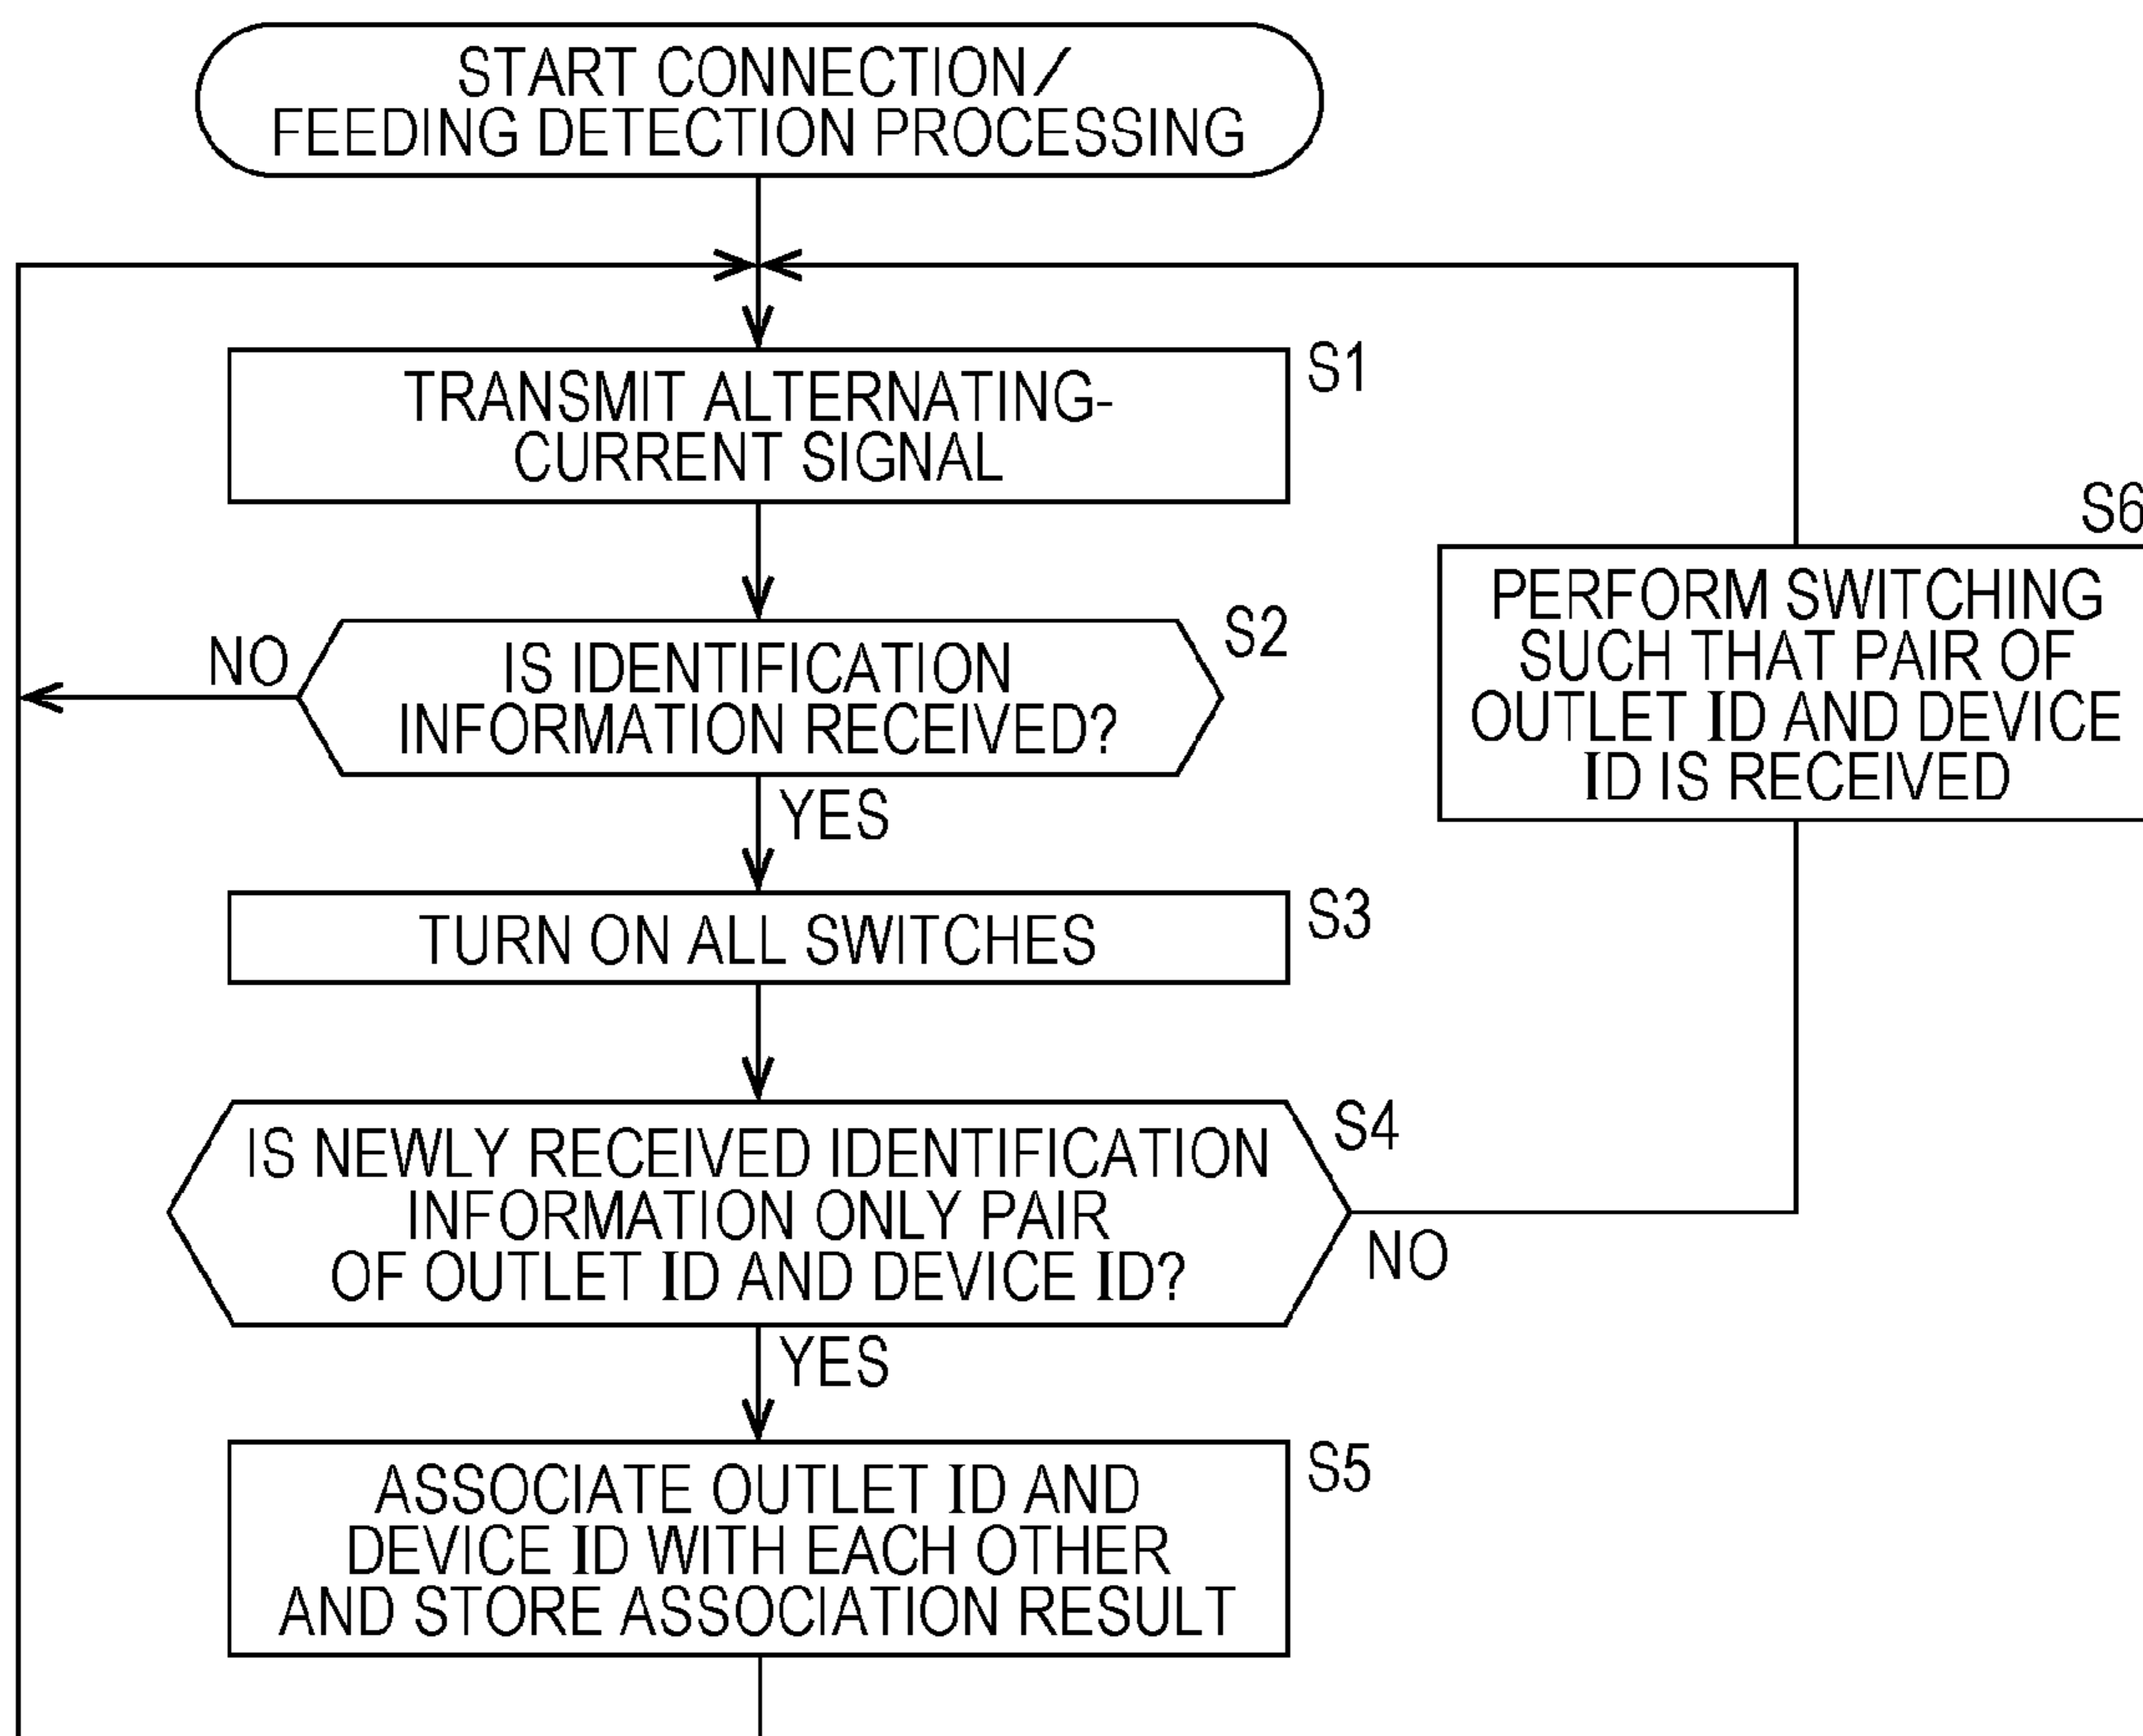 START CONNECTION/
FEEDING DETECTION PROCESSING
S1
TRANSMIT ALTERNATING-
CURRENT SIGNAL
S2
NO
IS IDENTIFICATION
INFORMATION RECEIVED?
YES
S3
TURN ON ALL SWITCHES
S4
IS NEWLY RECEIVED IDENTIFICATION
INFORMATION ONLY PAIR
OF OUTLET ID AND DEVICE ID?
NO
YES
S5
ASSOCIATE OUTLET ID AND
DEVICE ID WITH EACH OTHER
AND STORE ASSOCIATION RESULT
S6
PERFORM SWITCHING
SUCH THAT PAIR OF
OUTLET ID AND DEVICE
ID IS RECEIVED